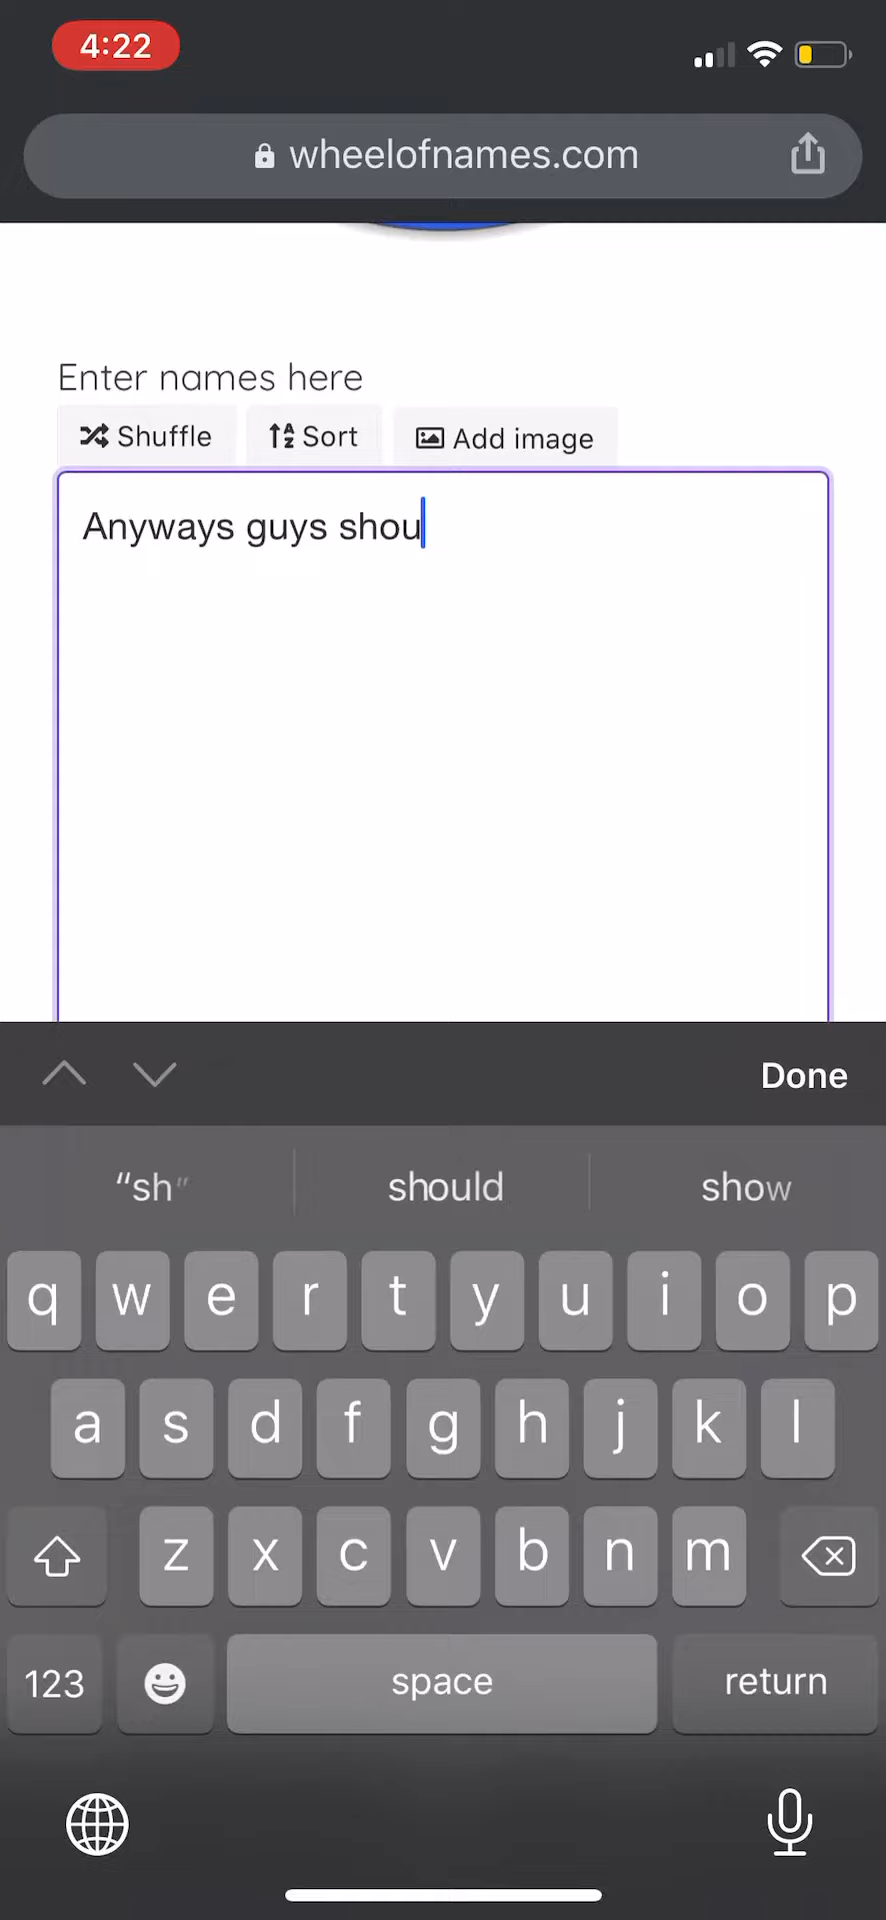 4:22
wheelofnames.com
Enter names here
Shuffle
Sort
Add image
Anyways guys shou
Done
“sh”
should
show
q w e r t y u i o p
a s d f g h j k l
z x c v b n m
123
space
return